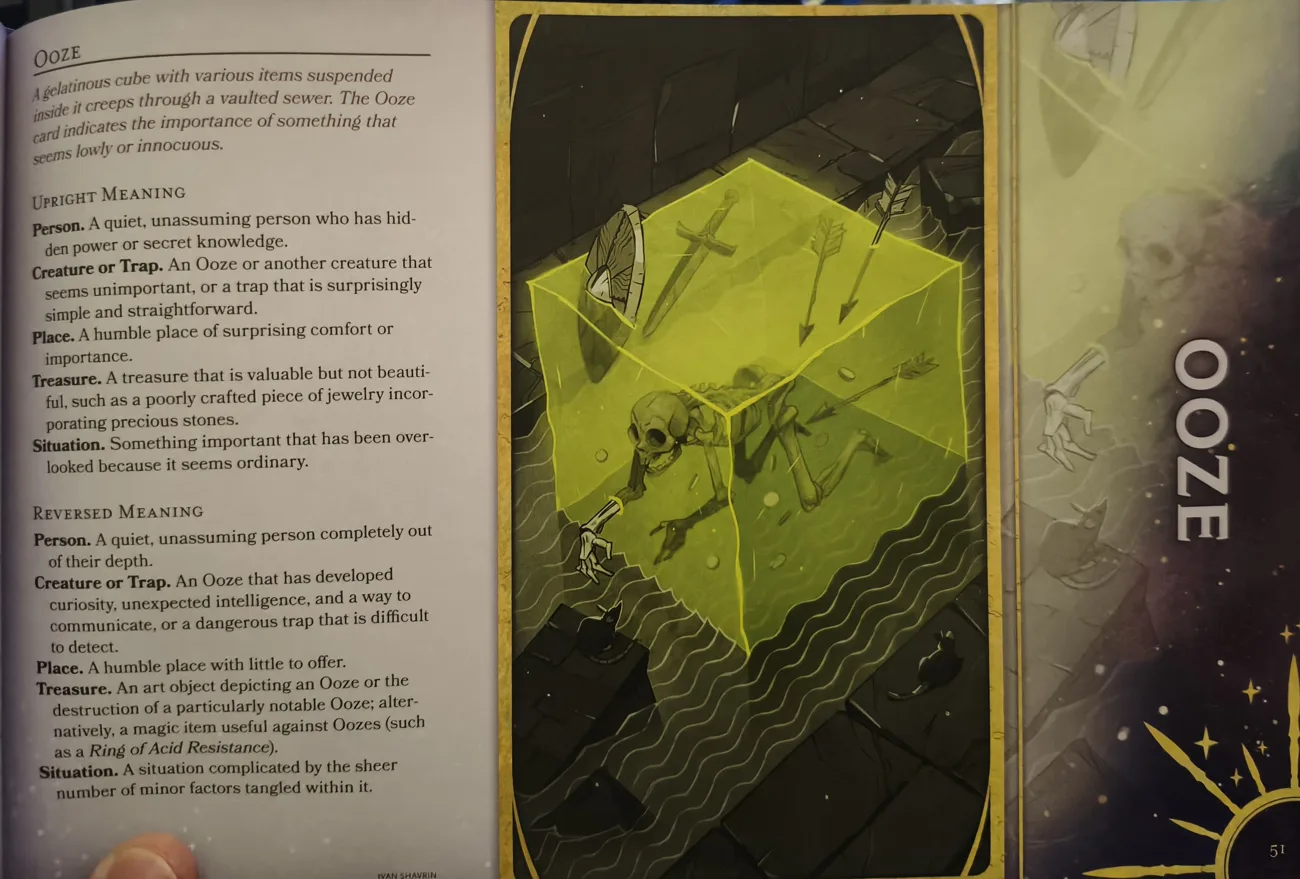 OOZE
A gelatinous cube with various items suspended
inside it creeps through a vaulted sewer. The Ooze
card indicates the importance of something that
seems lowly or innocuous.
UPRIGHT MEANING
Person. A quiet, unassuming person who has hid-
den power or secret knowledge.
Creature or Trap. An Ooze or another creature that
seems unimportant, or a trap that is surprisingly
simple and straightforward.
Place. A humble place of surprising comfort or
importance.
Treasure. A treasure that is valuable but not beauti-
ful, such as a poorly crafted piece of jewelry incor-
porating precious stones.
Situation. Something important that has been over-
looked because it seems ordinary.
REVERSED MEANING
Person. A quiet, unassuming person completely out
of their depth.
Creature or Trap. An Ooze that has developed
curiosity, unexpected intelligence, and a way to
communicate, or a dangerous trap that is difficult
to detect.
Place. A humble place with little to offer.
Treasure. An art object depicting an Ooze or the
destruction of a particularly notable Ooze; alter-
natively, a magic item useful against Oozes (such
as a Ring of Acid Resistance).
Situation. A situation complicated by the sheer
number of minor factors tangled within it.
IVAN SHAVRIN
OOZE
51